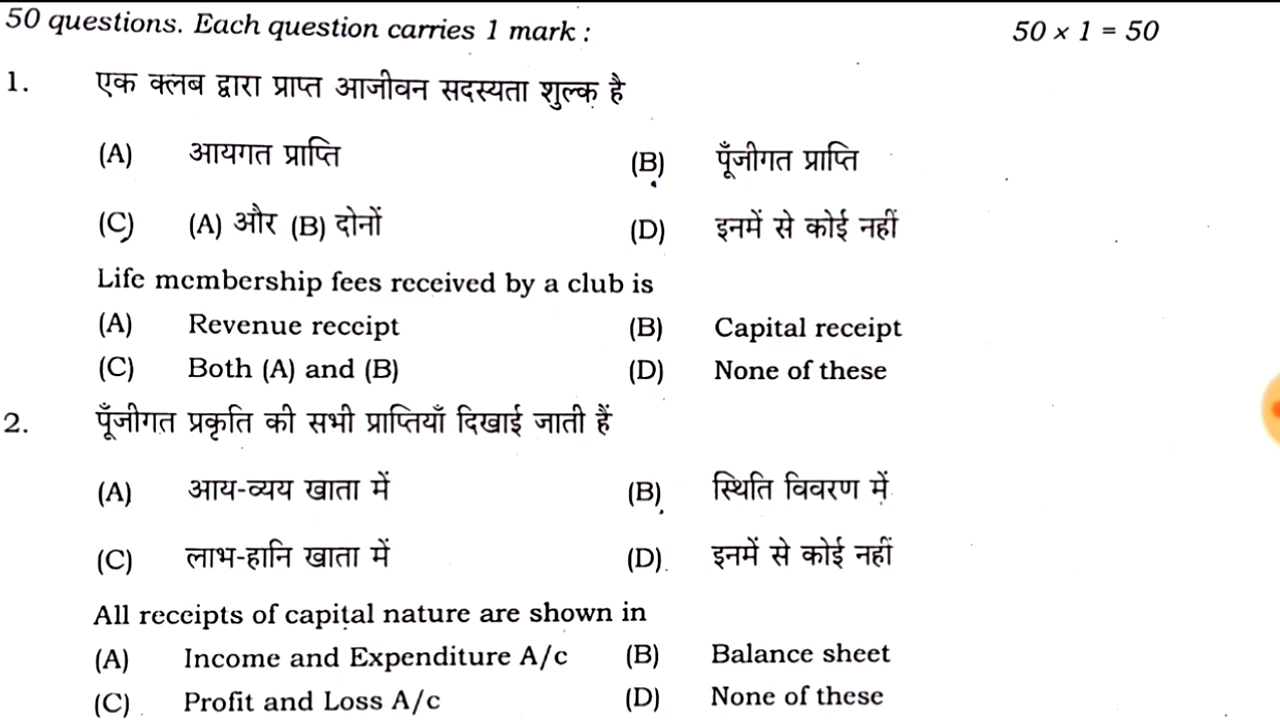 50 questions. Each question carries 1 mark : 50 × 1 = 50
1. एक क्लब द्वारा प्राप्त आजीवन सदस्यता शुल्क है
(A) आयगत प्राप्ति (B) पूँजीगत प्राप्ति
(C) (A) और (B) दोनों (D) इनमें से कोई नहीं
Life membership fees received by a club is
(A) Revenue receipt (B) Capital receipt
(C) Both (A) and (B) (D) None of these
2. पूँजीगत प्रकृति की सभी प्राप्तियाँ दिखाई जाती हैं
(A) आय-व्यय खाता में (B) स्थिति विवरण में
(C) लाभ-हानि खाता में (D) इनमें से कोई नहीं
All receipts of capital nature are shown in
(A) Income and Expenditure A/c (B) Balance sheet
(C) Profit and Loss A/c (D) None of these